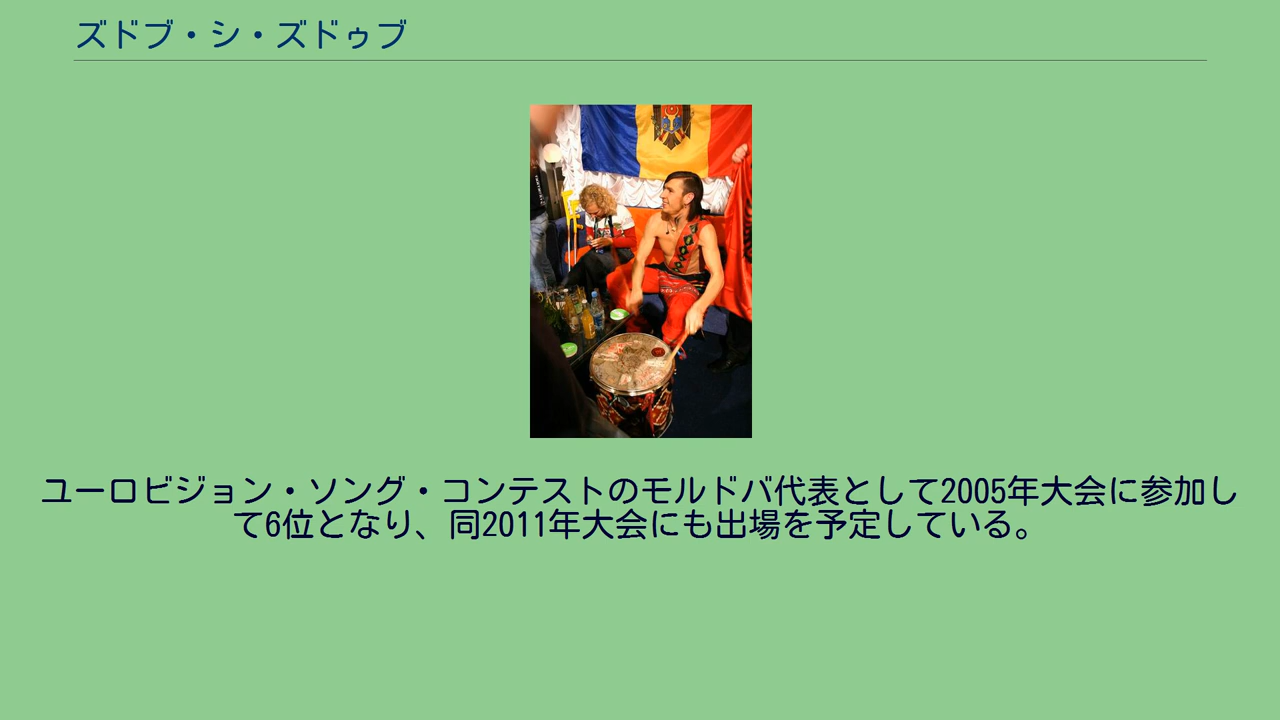 ズドブ・シ・ズドゥブ
ユーロビジョン・ソング・コンテストのモルドバ代表として2005年大会に参加し
て6位となり、同2011年大会にも出場を予定している。